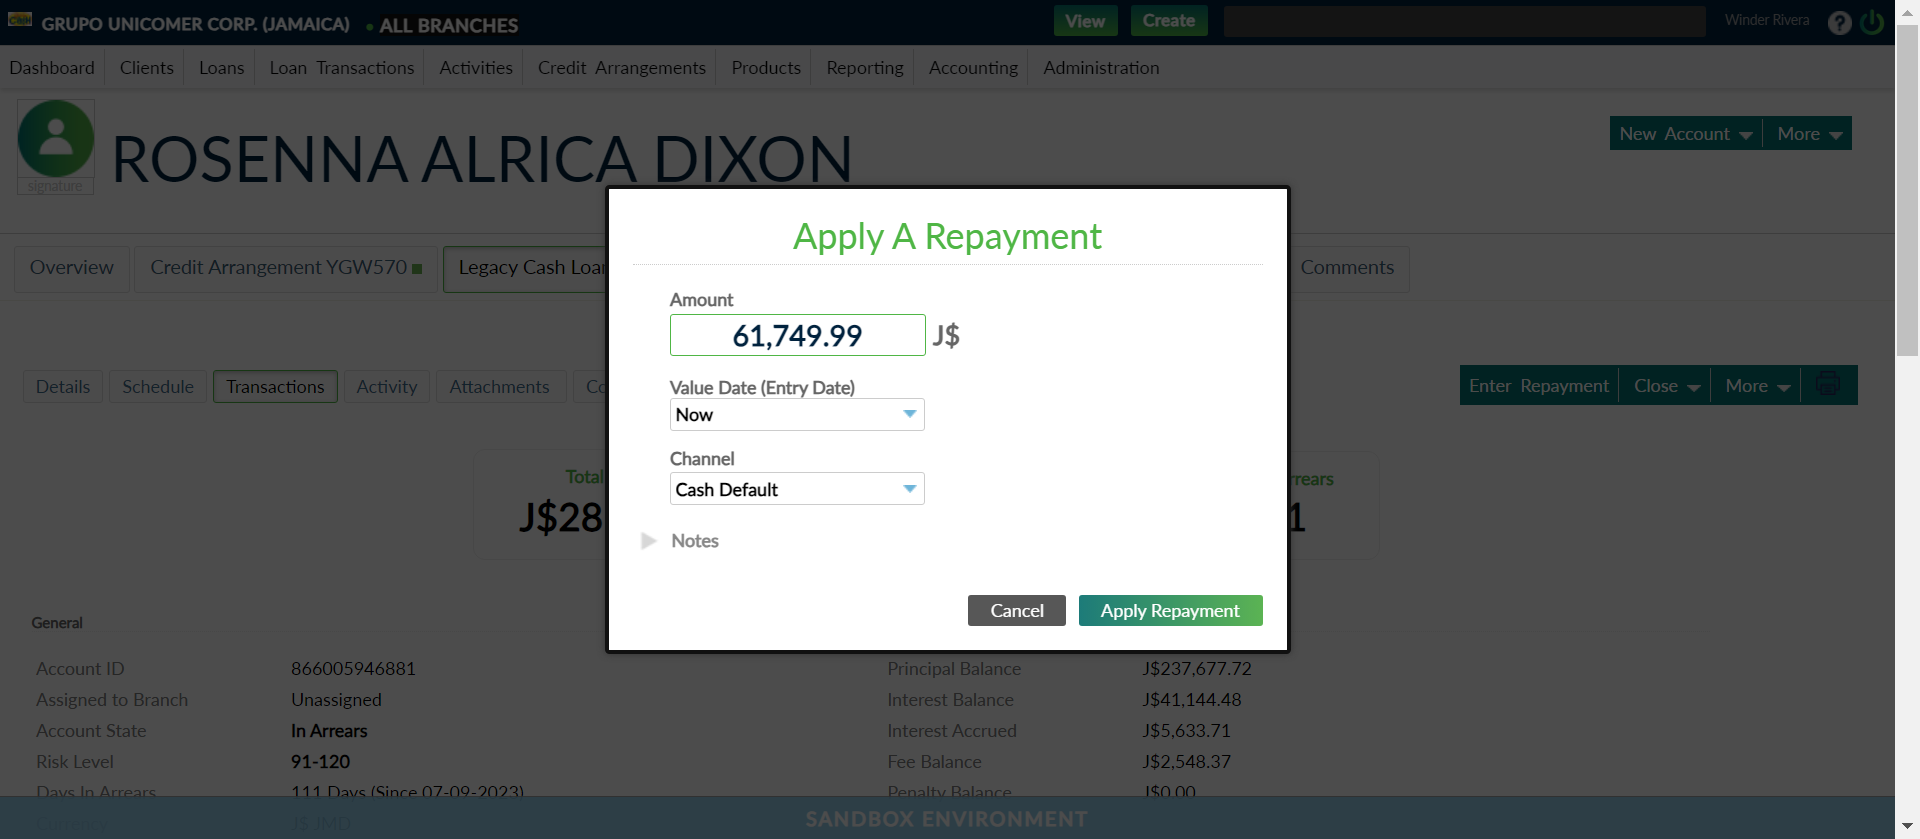 GRUPO UNICOMER CORP. (JAMAICA) • ALL BRANCHES View Create Winder Rivera ?
Dashboard Clients Loans Loan Transactions Activities Credit Arrangements Products Reporting Accounting Administration
signature
ROSENNA ALRICA DIXON
New Account More
Apply A Repayment
Overview Credit Arrangement YGW570 Legacy Cash Loan Comments
Amount
61,749.99 J$
Details Schedule Transactions Activity Attachments Co
Value Date (Entry Date)
Now
Enter Repayment Close More
Channel
Cash Default
Total
J$28
rrears
1
Notes
Cancel Apply Repayment
General
Account ID 866005946881
Assigned to Branch Unassigned
Account State In Arrears
Risk Level 91-120
Days In Arrears 111 Days (Since 07-09-2023)
Currency J$ JMD
Principal Balance J$237,677.72
Interest Balance J$41,144.48
Interest Accrued J$5,633.71
Fee Balance J$2,548.37
Penalty Balance J$0.00
SANDBOX ENVIRONMENT